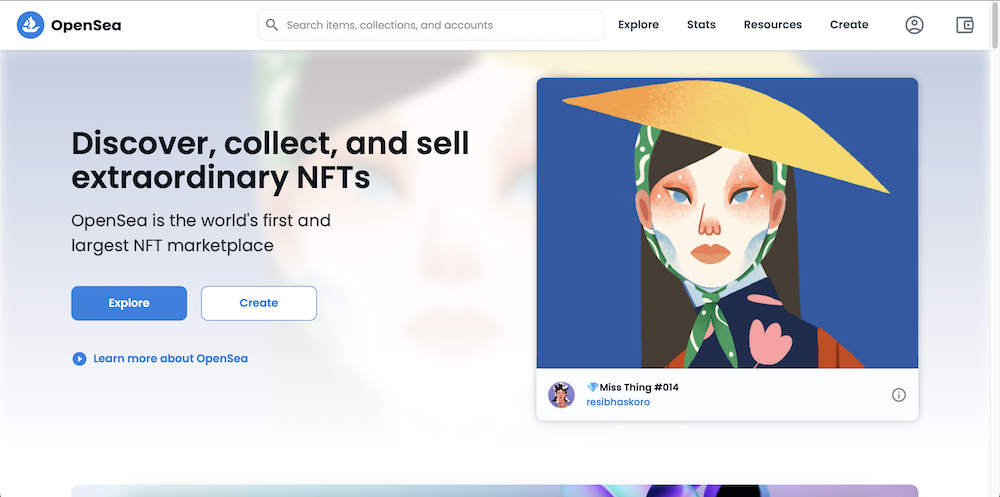 OpenSea
Search items, collections, and accounts
Explore
Stats
Resources
Create
Discover, collect, and sell
extraordinary NFTs
OpenSea is the world's first and
largest NFT marketplace
Explore
Create
Learn more about OpenSea
Miss Thing #014
resibhaskoro